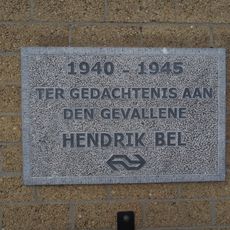 1940 - 1945
TER GEDACHTENIS AAN
DEN GEVALLENE
HENDRIK BEL